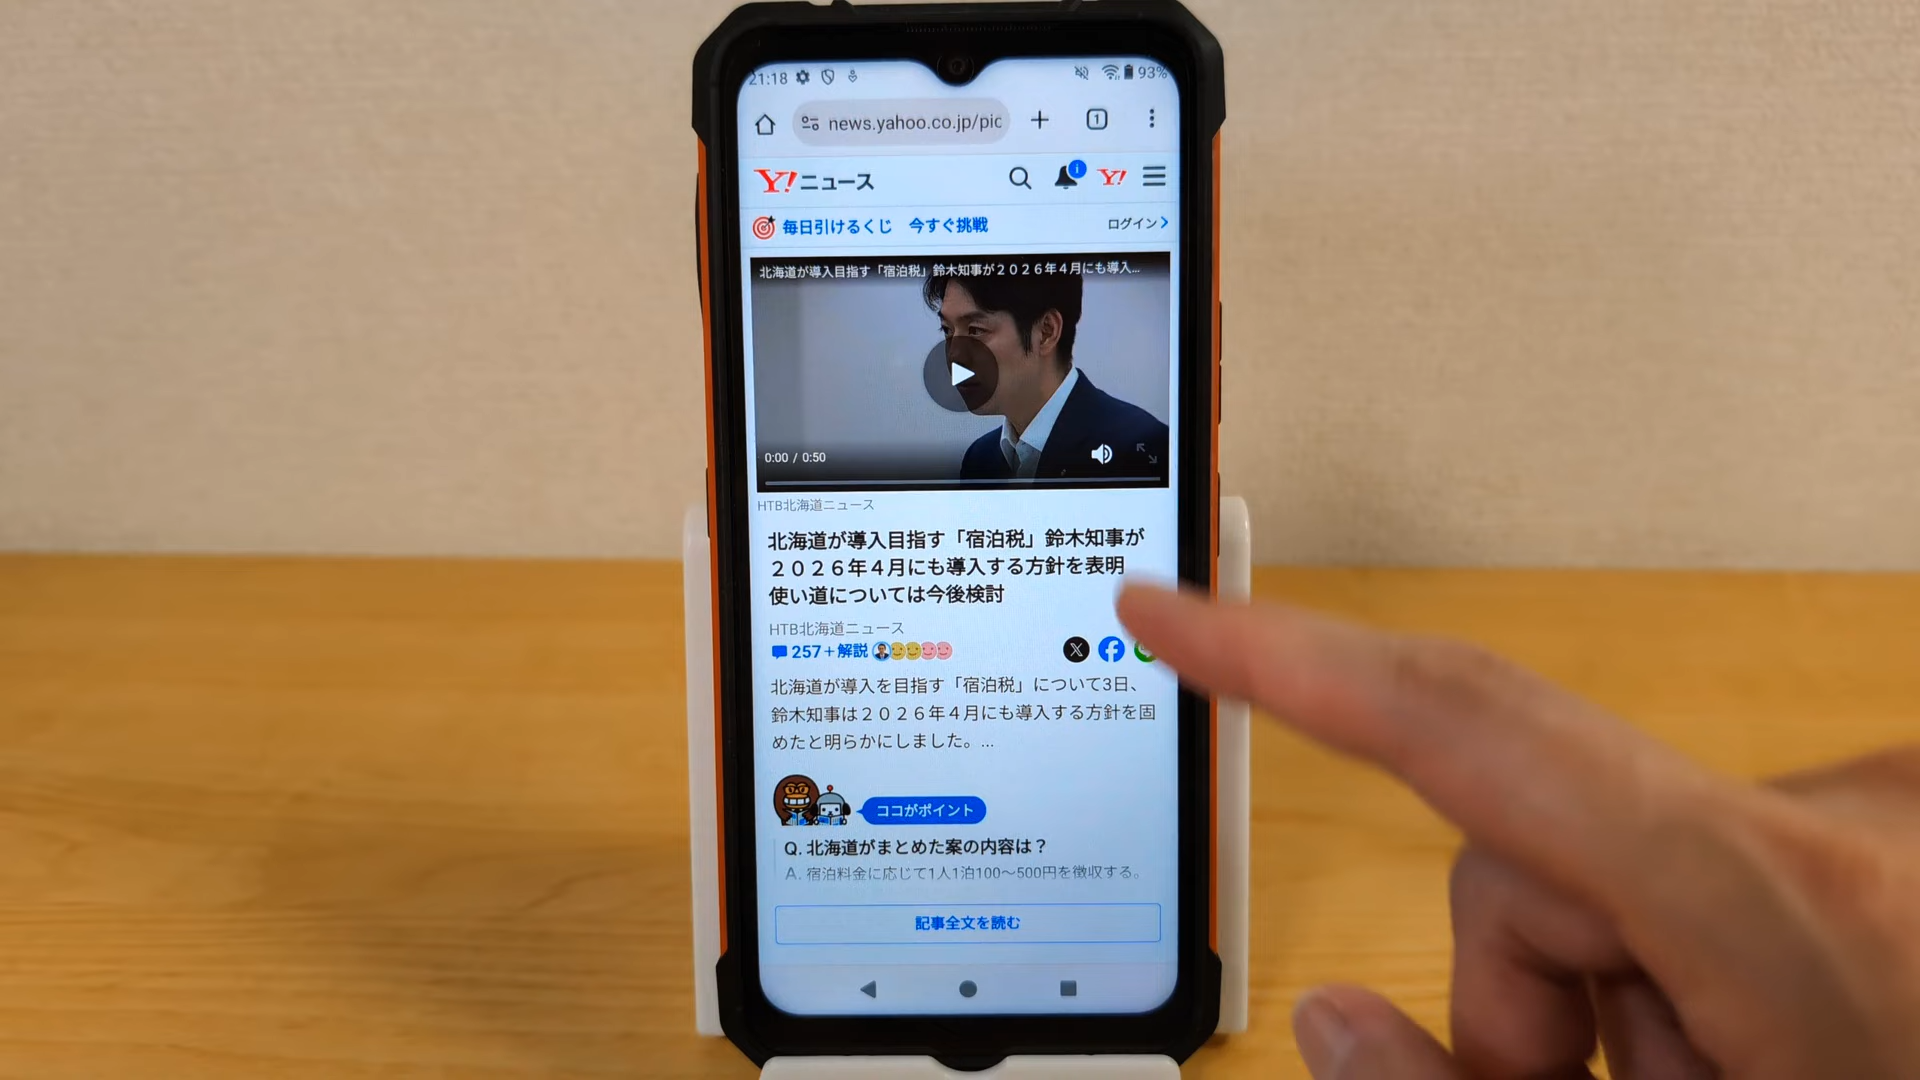 21:18
93%
news.yahoo.co.jp/pic
1
Y!ニュース
Y!
毎日引けるくじ 今すぐ挑戦
ログイン
北海道が導入目指す「宿泊税」鈴木知事が２０２６年４月にも導入...
0:00 / 0:50
HTB北海道ニュース
北海道が導入目指す「宿泊税」鈴木知事が
２０２６年４月にも導入する方針を表明
使い道については今後検討
HTB北海道ニュース
257+解説
X
北海道が導入を目指す「宿泊税」について3日、
鈴木知事は２０２６年４月にも導入する方針を固
めたと明らかにしました。...
ココがポイント
Q. 北海道がまとめた案の内容は？
A. 宿泊料金に応じて1人1泊100〜500円を徴収する。
記事全文を読む